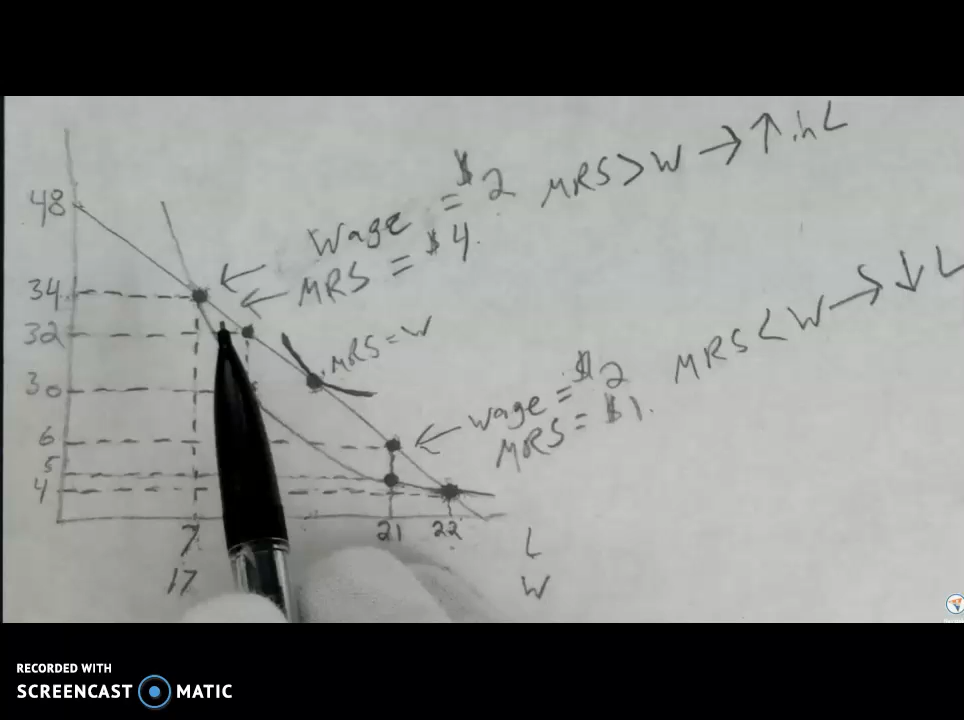 48
34
32
30
6
5
4
Wage = $2 MRS > W → ↑ in L
MRS = $4.
MRS = W
Wage = $2 MRS < W → ↓ L
MRS = $1.
7 21 22 L
17 W
RECORDED WITH
SCREENCAST MATIC